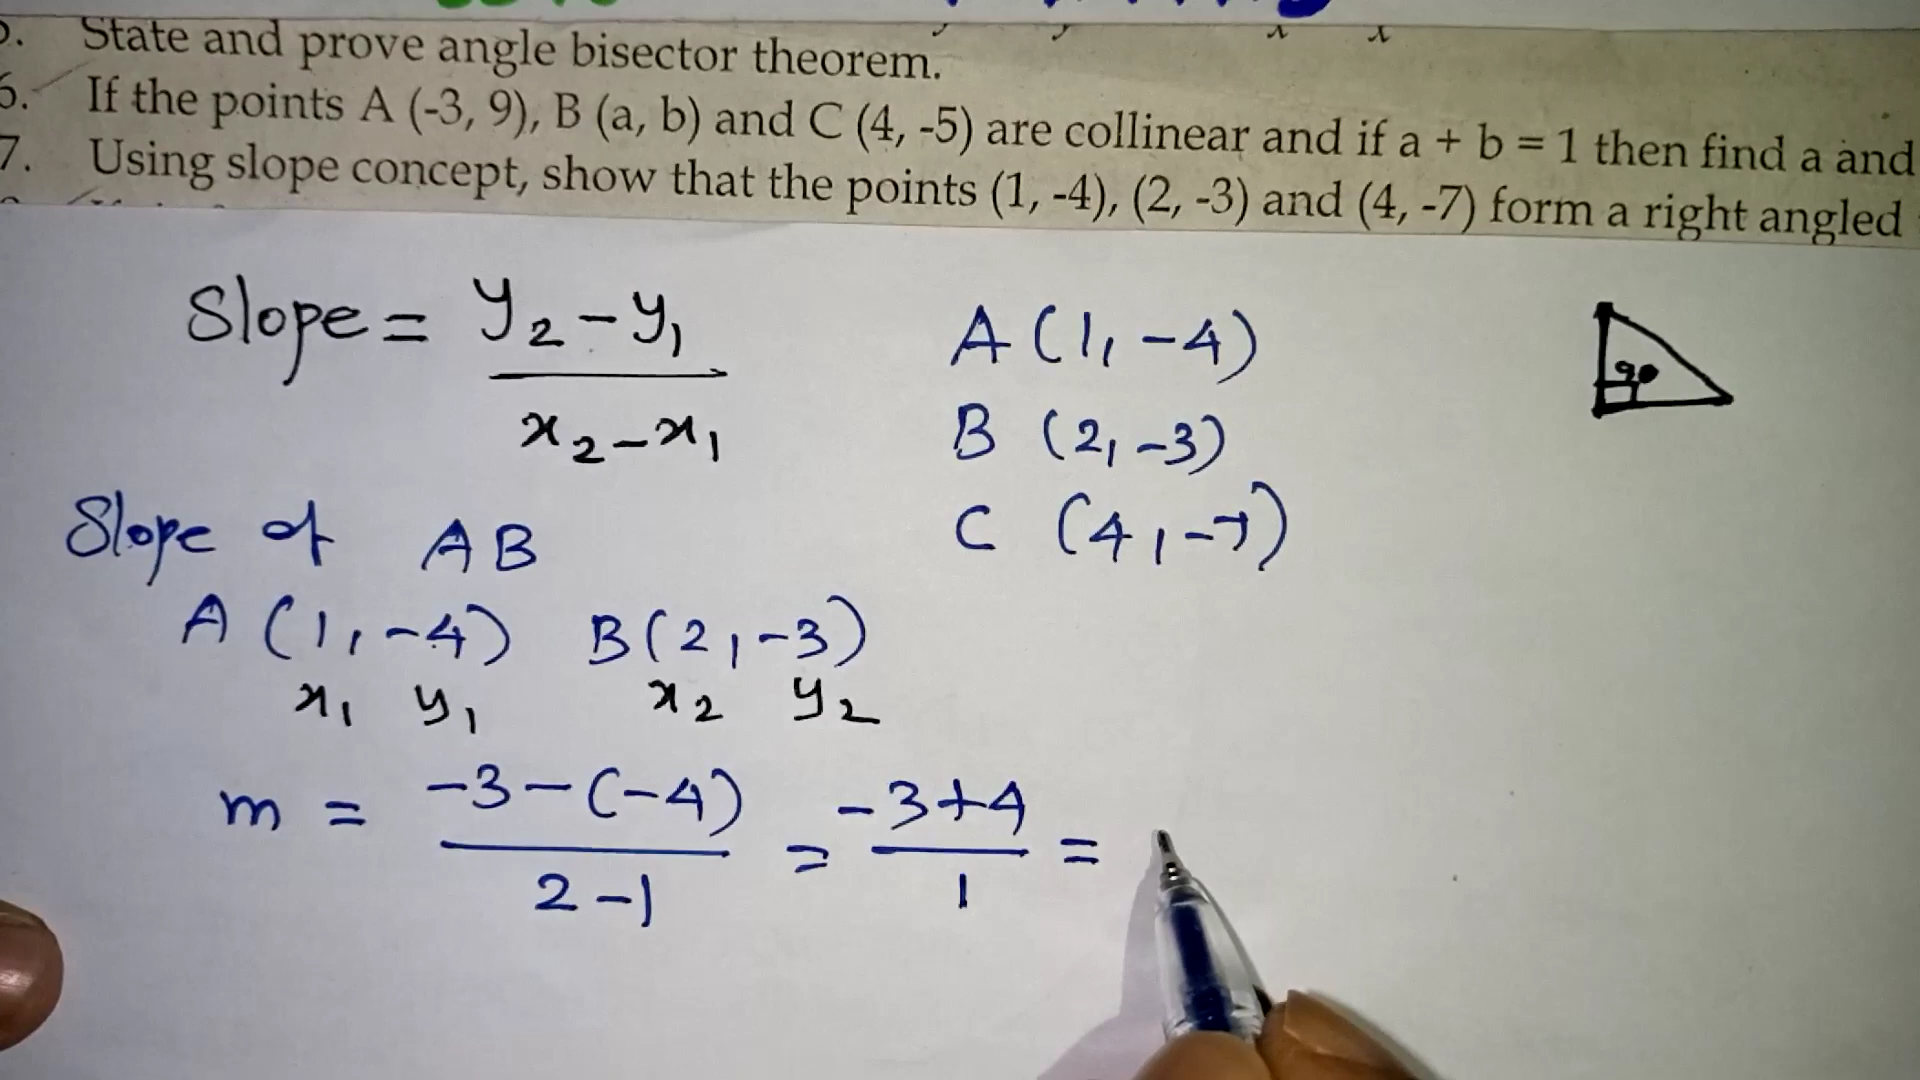 State and prove angle bisector theorem.
6. If the points A (-3, 9), B (a, b) and C (4, -5) are collinear and if a + b = 1 then find a and
7. Using slope concept, show that the points (1, -4), (2, -3) and (4, -7) form a right angled
Slope = y₂ - y₁
x₂ - x₁
A (1, -4)
B (2, -3)
C (4, -7)
90
Slope of AB
A (1, -4) B (2, -3)
x₁ y₁ x₂ y₂
m = -3 - (-4) = -3 + 4 =
2 - 1 1